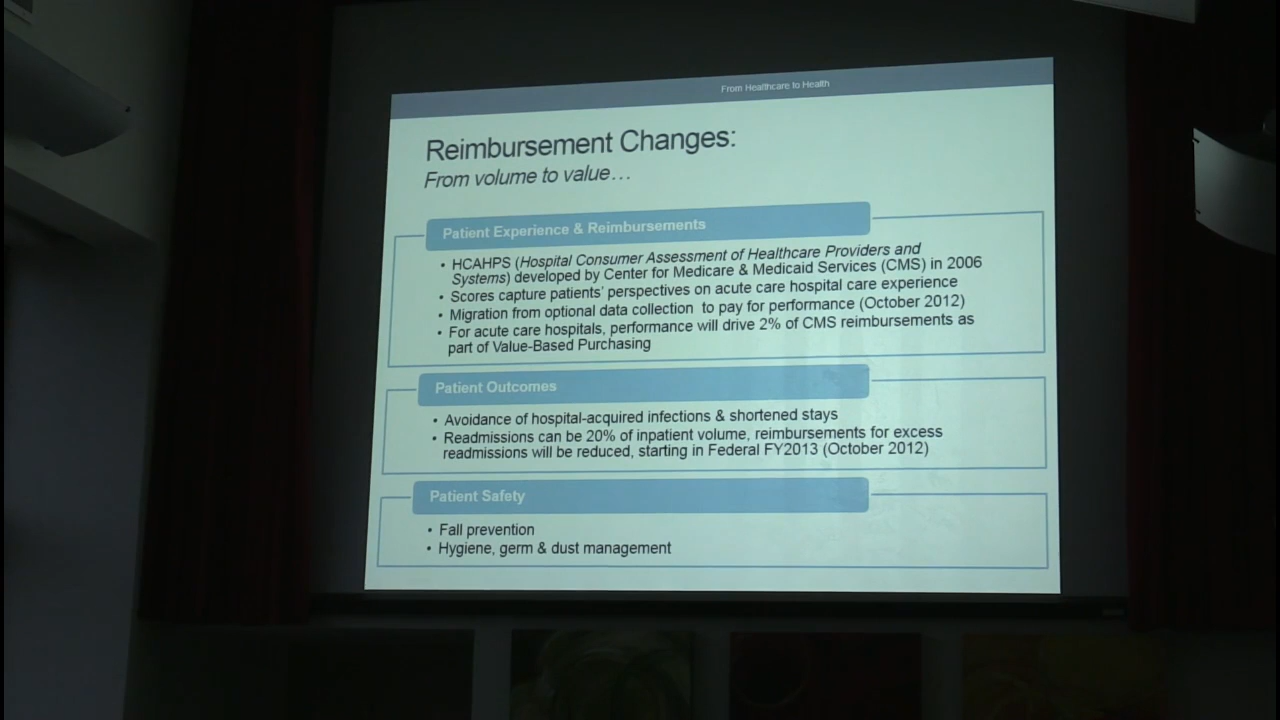 From Healthcare to Health
Reimbursement Changes:
From volume to value…
Patient Experience & Reimbursements
• HCAHPS (Hospital Consumer Assessment of Healthcare Providers and
Systems) developed by Center for Medicare & Medicaid Services (CMS) in 2006
• Scores capture patients' perspectives on acute care hospital care experience
• Migration from optional data collection to pay for performance (October 2012)
• For acute care hospitals, performance will drive 2% of CMS reimbursements as
part of Value-Based Purchasing
Patient Outcomes
• Avoidance of hospital-acquired infections & shortened stays
• Readmissions can be 20% of inpatient volume, reimbursements for excess
readmissions will be reduced, starting in Federal FY2013 (October 2012)
Patient Safety
• Fall prevention
• Hygiene, germ & dust management